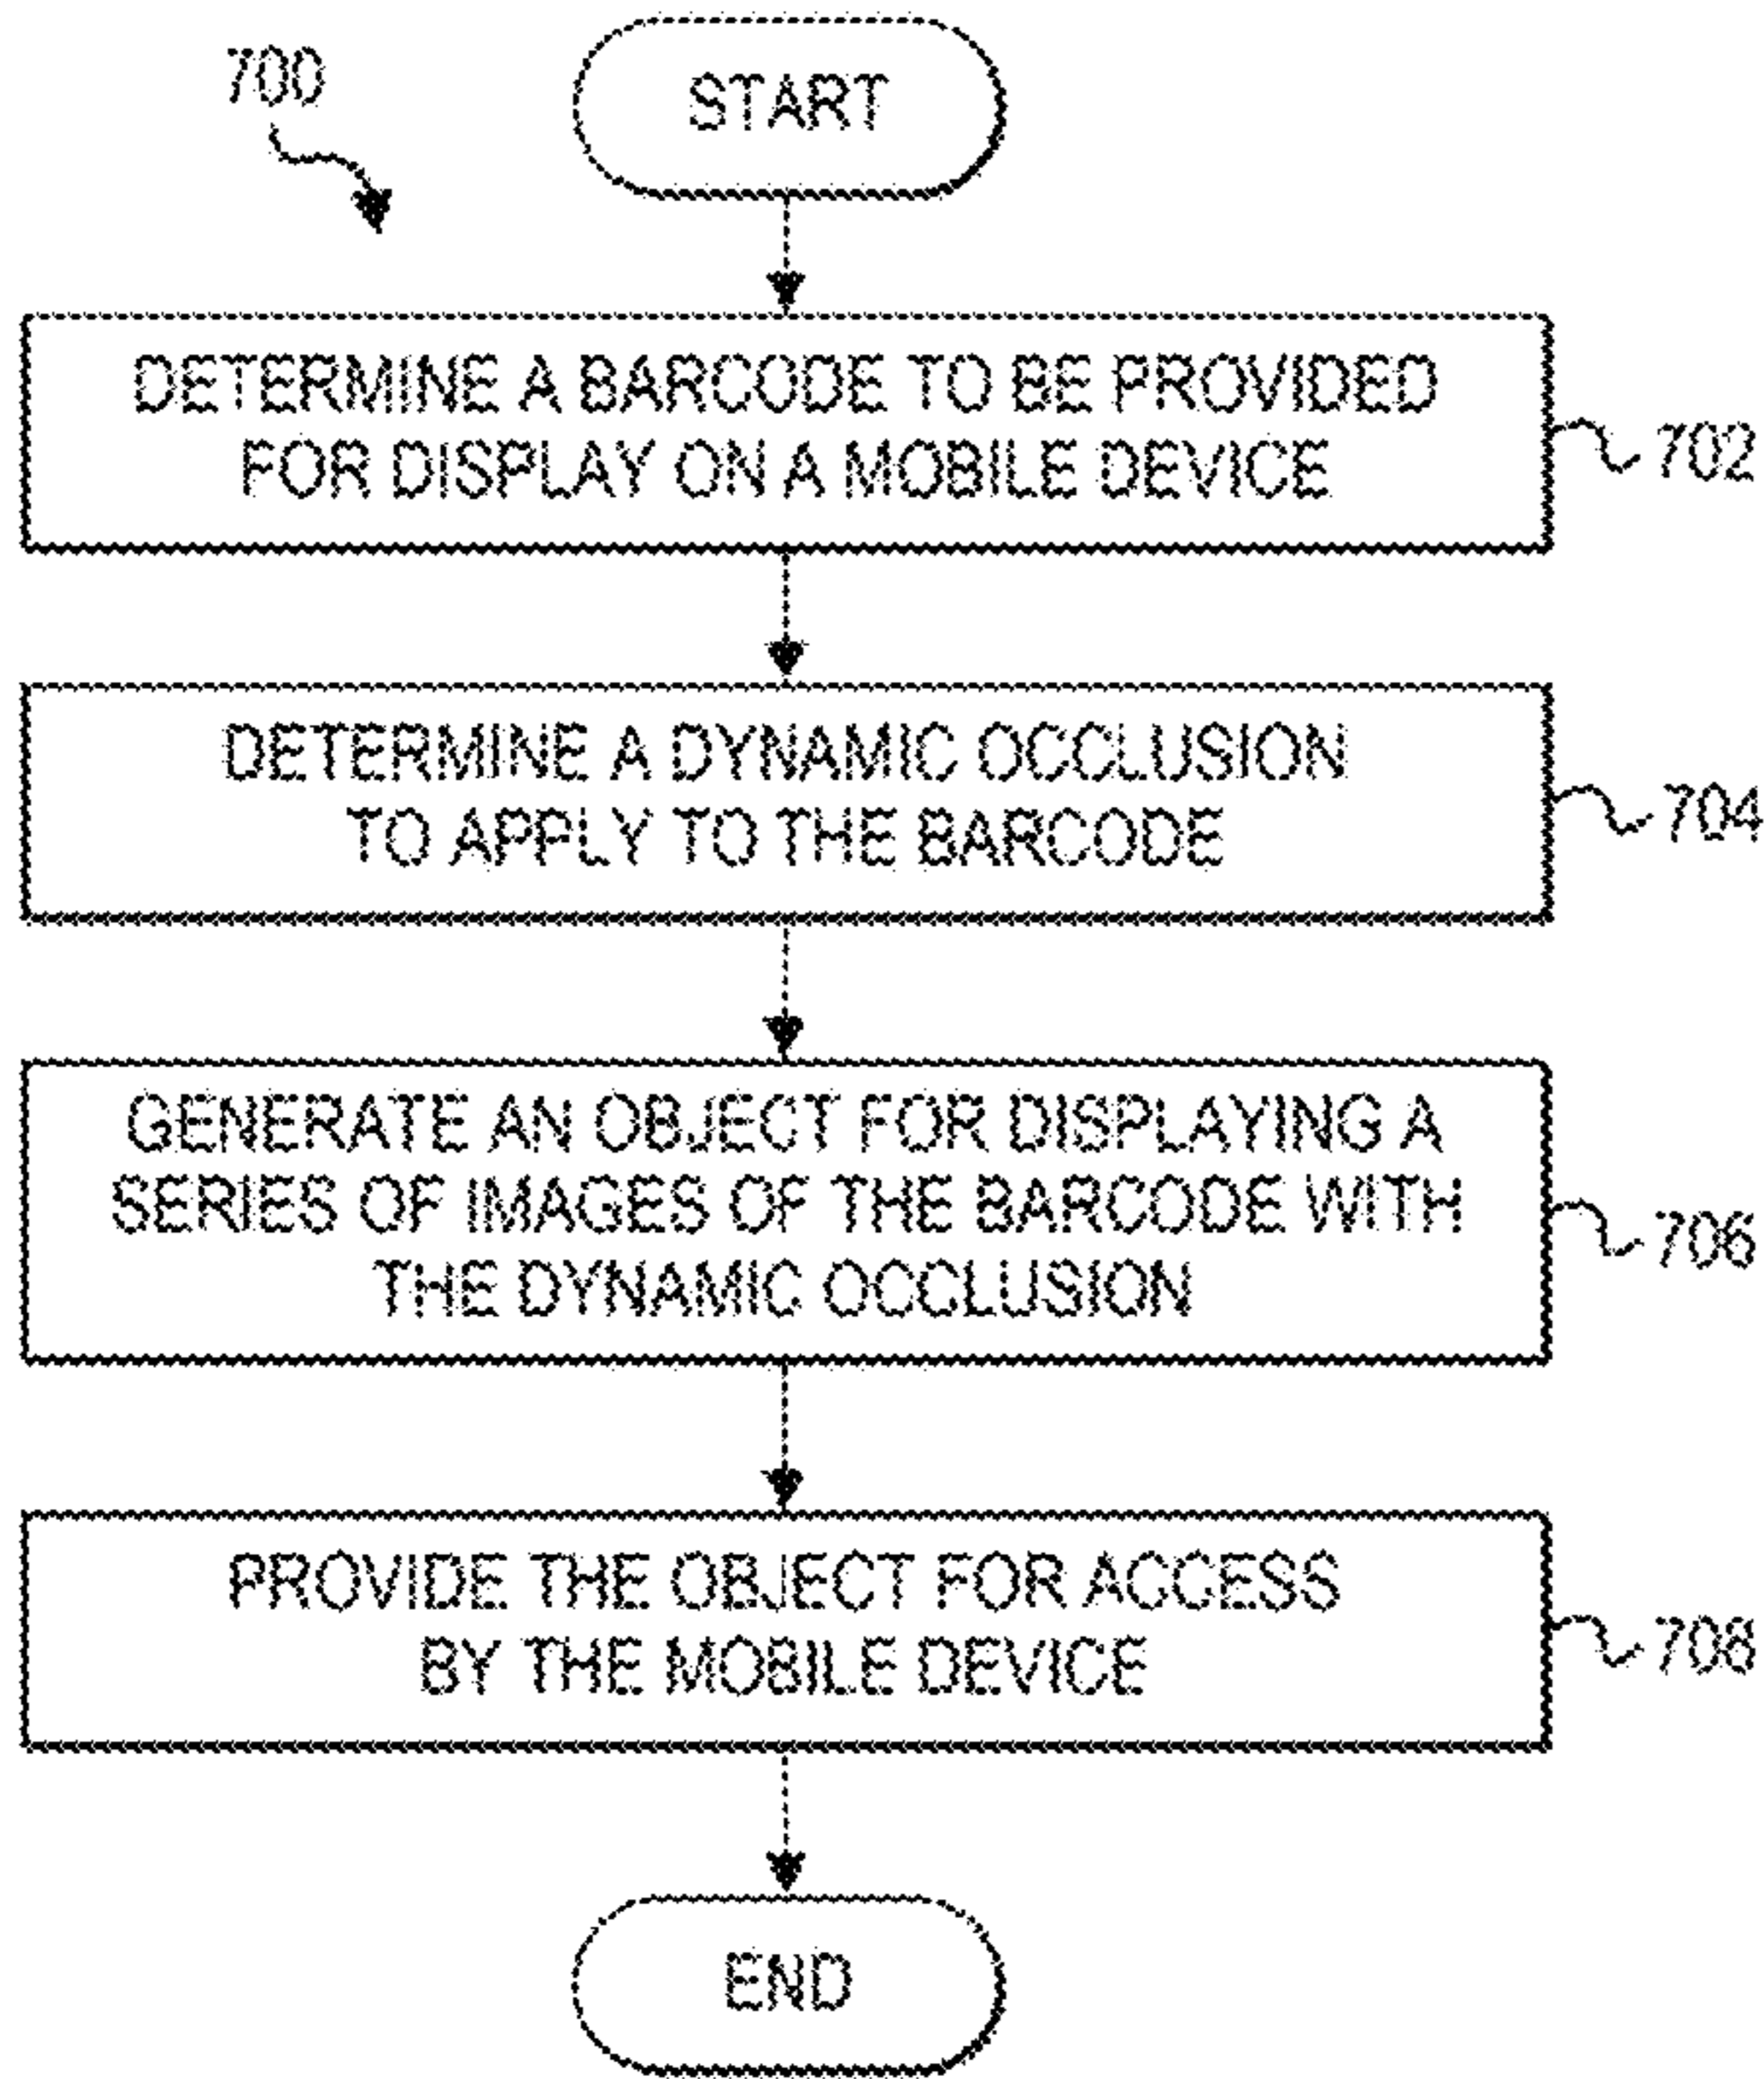 700
START
DETERMINE A BARCODE TO BE PROVIDED
FOR DISPLAY ON A MOBILE DEVICE
702
DETERMINE A DYNAMIC OCCLUSION
TO APPLY TO THE BARCODE
704
GENERATE AN OBJECT FOR DISPLAYING A
SERIES OF IMAGES OF THE BARCODE WITH
THE DYNAMIC OCCLUSION
706
PROVIDE THE OBJECT FOR ACCESS
BY THE MOBILE DEVICE
708
END